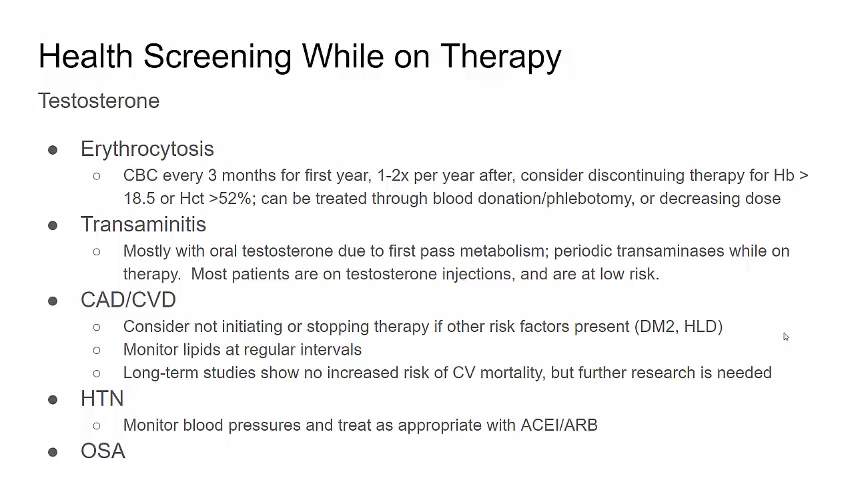 Health Screening While on Therapy
Testosterone
● Erythrocytosis
○ CBC every 3 months for first year, 1-2x per year after, consider discontinuing therapy for Hb >
18.5 or Hct >52%; can be treated through blood donation/phlebotomy, or decreasing dose
● Transaminitis
○ Mostly with oral testosterone due to first pass metabolism; periodic transaminases while on
therapy.  Most patients are on testosterone injections, and are at low risk.
● CAD/CVD
○ Consider not initiating or stopping therapy if other risk factors present (DM2, HLD)
○ Monitor lipids at regular intervals
○ Long-term studies show no increased risk of CV mortality, but further research is needed
● HTN
○ Monitor blood pressures and treat as appropriate with ACEI/ARB
● OSA